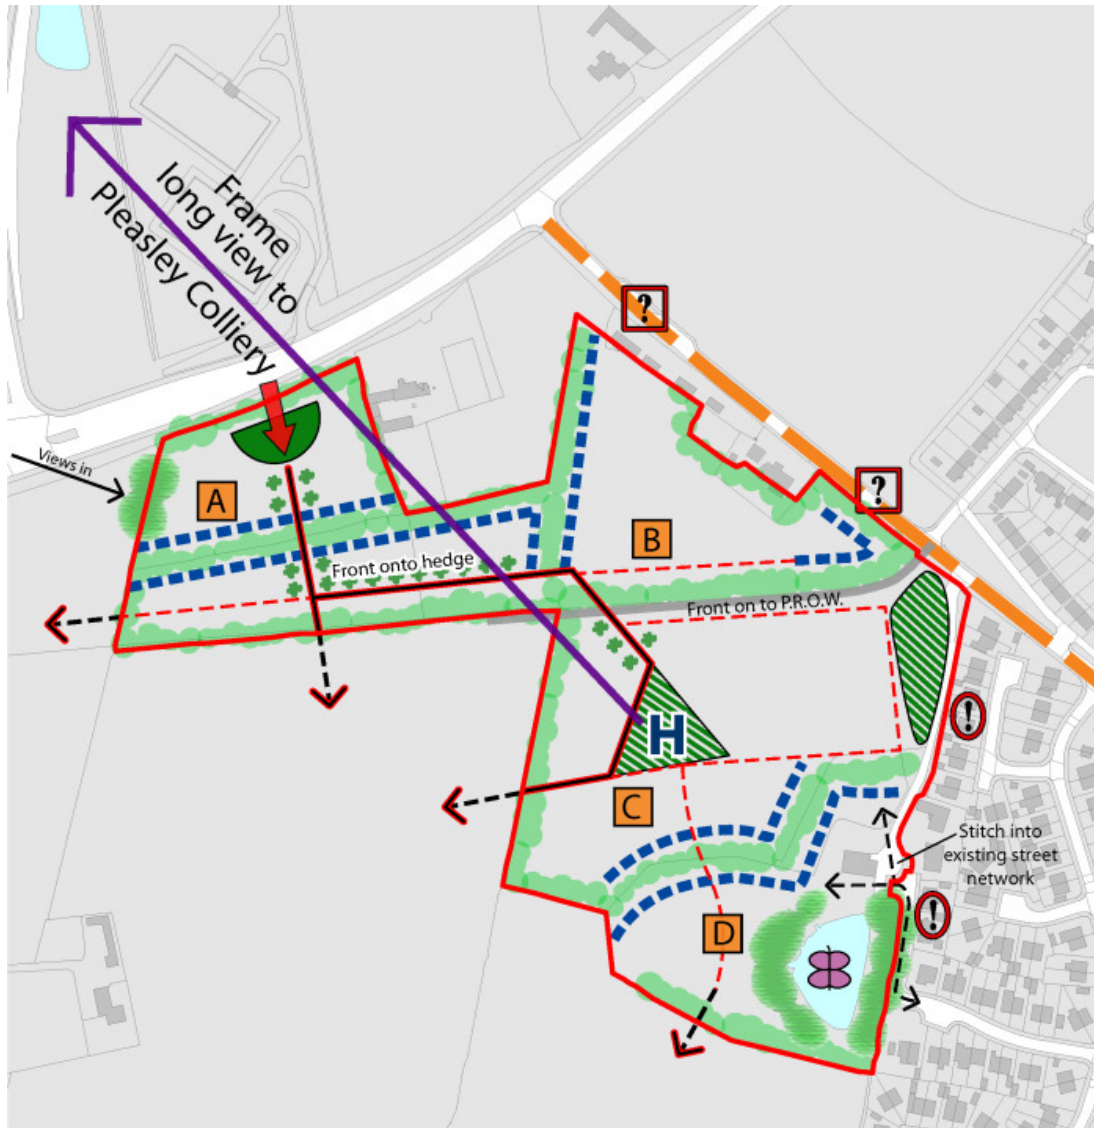 Frame
long view to
Pleasley Colliery
?
Views in
?
A
B
Front onto hedge
Front on to P.R.O.W.
!
H
C
Stitch into
existing street
network
!
D